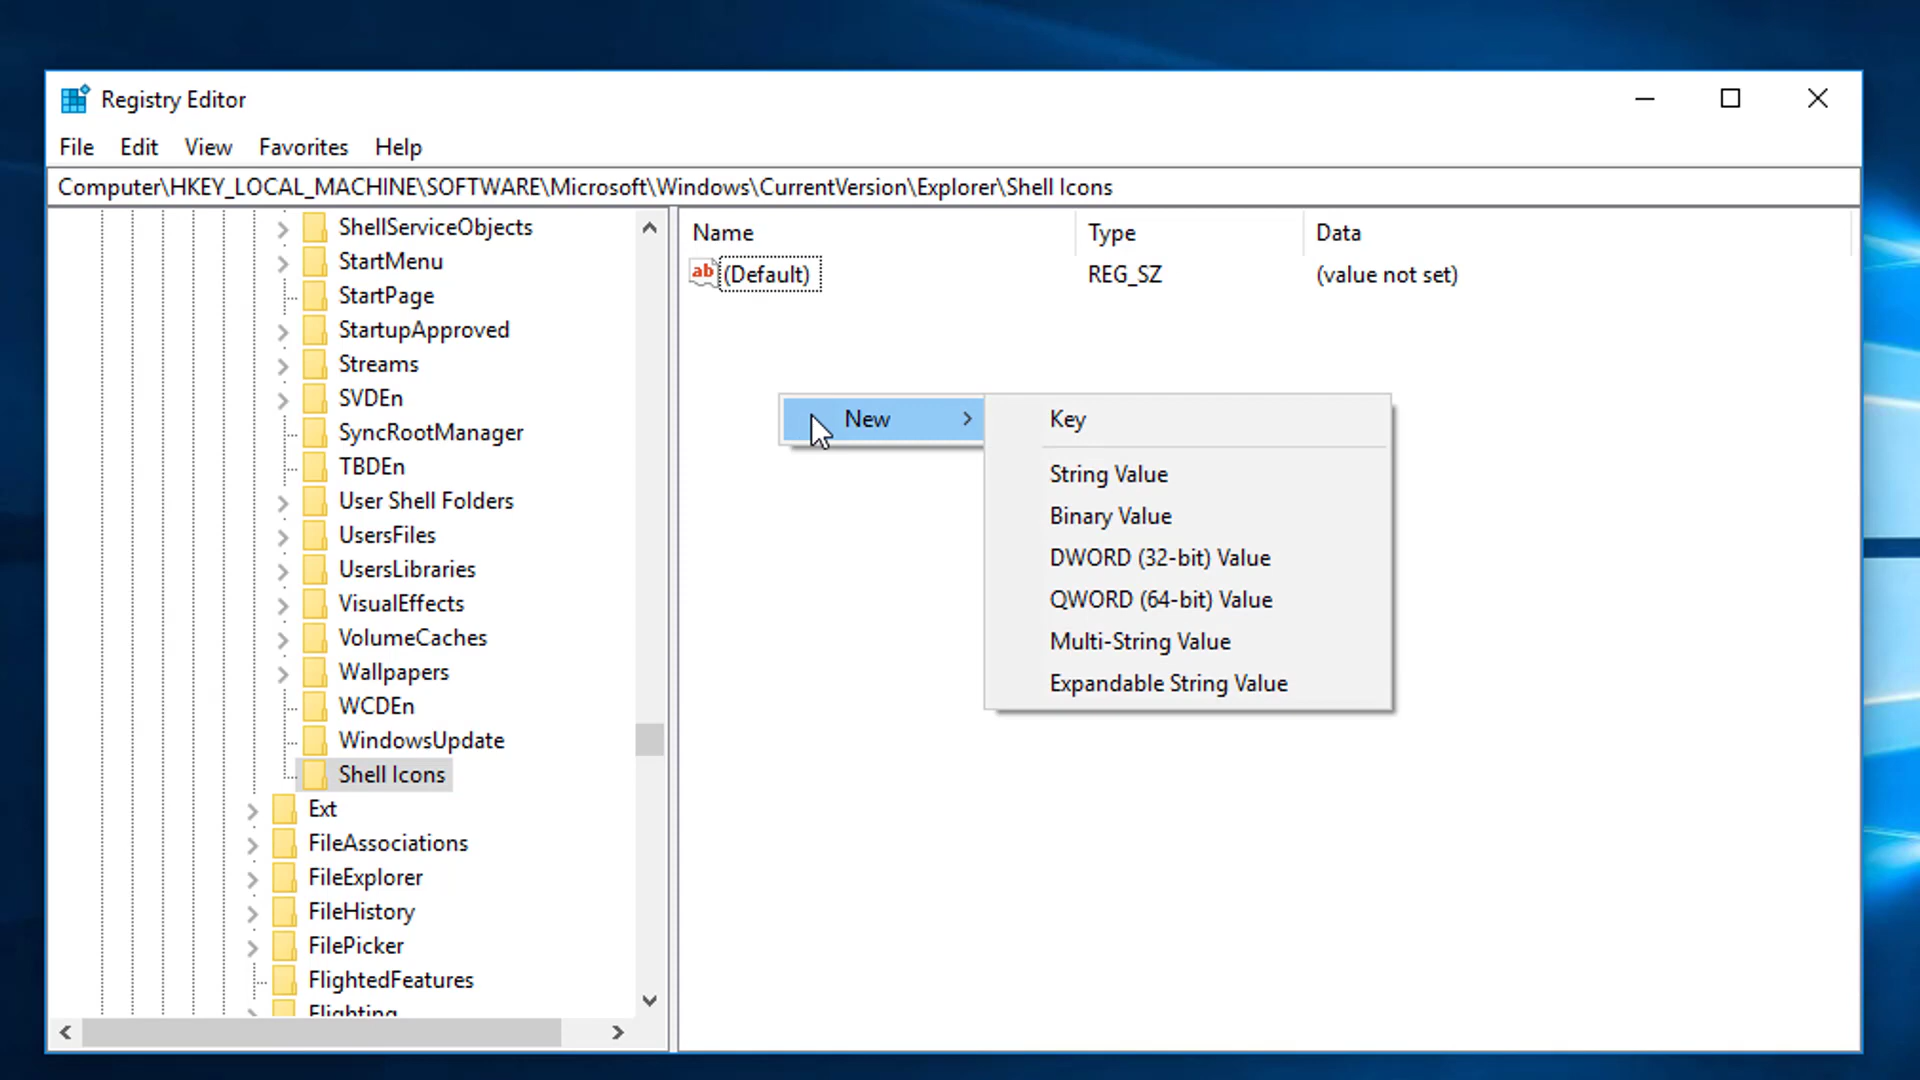 Registry Editor
File Edit View Favorites Help
Computer\HKEY_LOCAL_MACHINE\SOFTWARE\Microsoft\Windows\CurrentVersion\Explorer\Shell Icons
ShellServiceObjects
StartMenu
StartPage
StartupApproved
Streams
SVDEn
SyncRootManager
TBDEn
User Shell Folders
UsersFiles
UsersLibraries
VisualEffects
VolumeCaches
Wallpapers
WCDEn
WindowsUpdate
Shell Icons
Ext
FileAssociations
FileExplorer
FileHistory
FilePicker
FlightedFeatures
Flighting
Name Type Data
ab (Default) REG_SZ (value not set)
New
Key
String Value
Binary Value
DWORD (32-bit) Value
QWORD (64-bit) Value
Multi-String Value
Expandable String Value